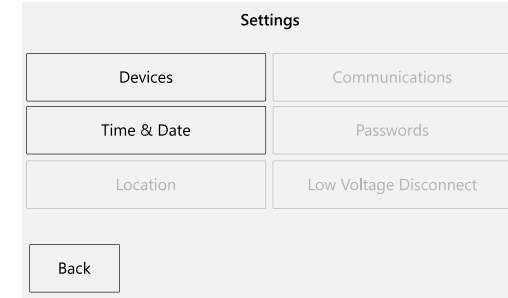 Settings
Devices
Communications
Time & Date
Passwords
Location
Low Voltage Disconnect
Back